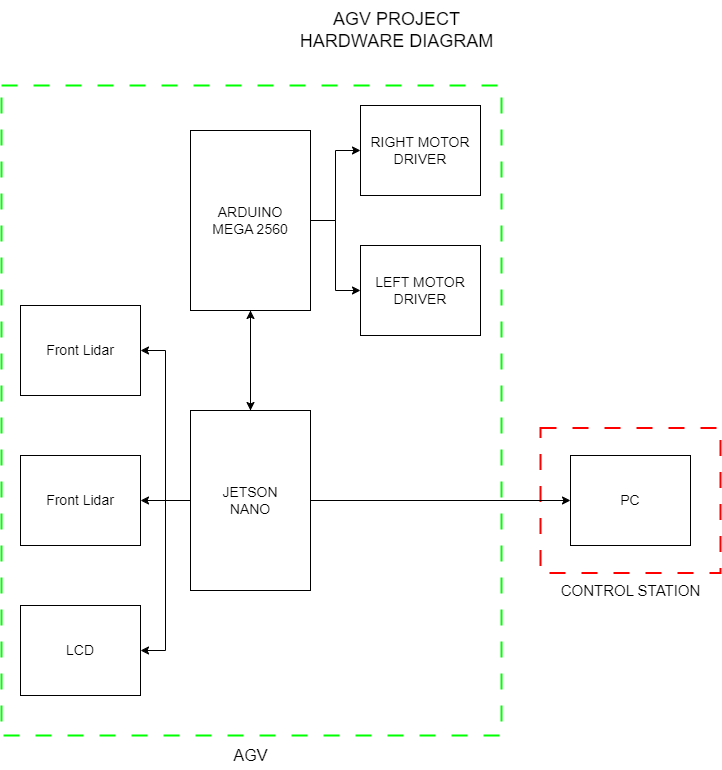 AGV PROJECT
HARDWARE DIAGRAM
RIGHT MOTOR
DRIVER
ARDUINO
MEGA 2560
LEFT MOTOR
DRIVER
Front Lidar
Front Lidar
JETSON
NANO
PC
CONTROL STATION
LCD
AGV